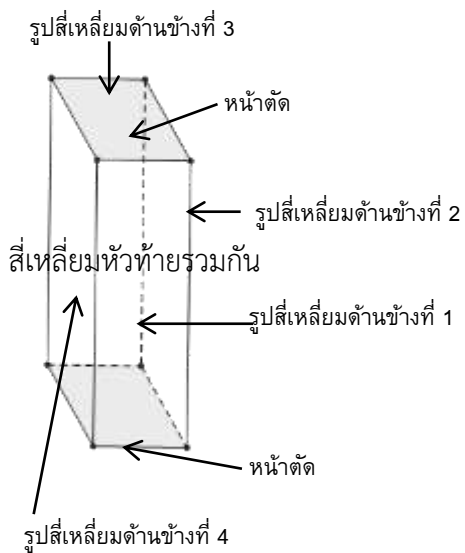 รูปสี่เหลี่ยมด้านข้างที่ 3
หน้าตัด
รูปสี่เหลี่ยมด้านข้างที่ 2
สี่เหลี่ยมหัวท้ายรวมกัน
รูปสี่เหลี่ยมด้านข้างที่ 1
หน้าตัด
รูปสี่เหลี่ยมด้านข้างที่ 4